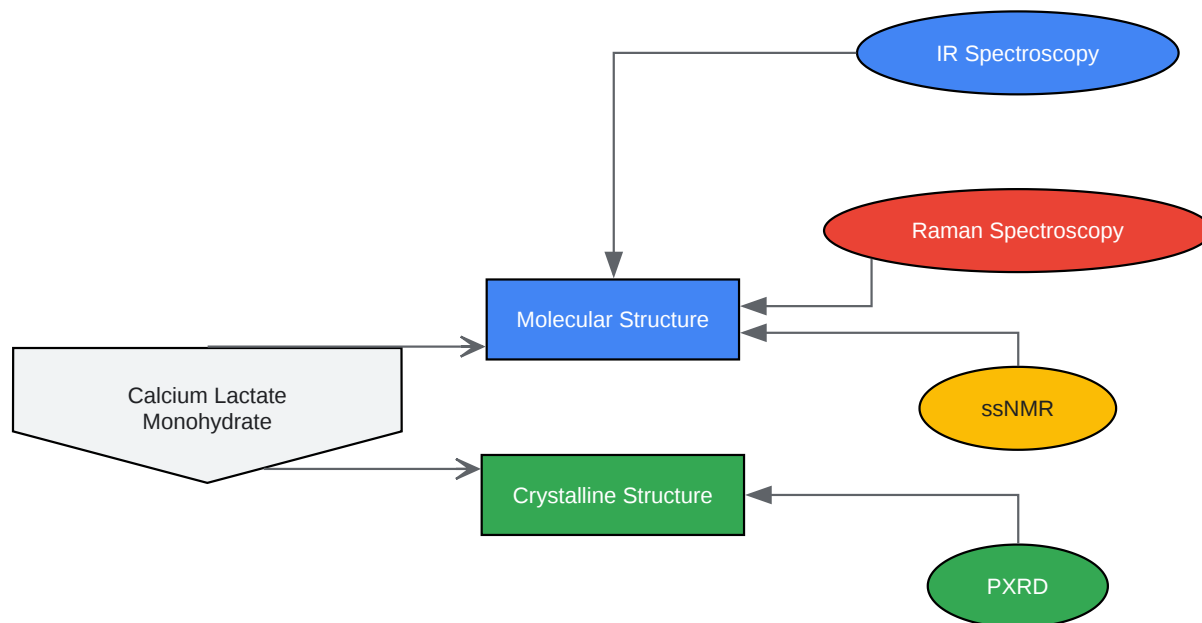 IR Spectroscopy
Raman Spectroscopy
Molecular Structure
Calcium Lactate
Monohydrate
ssNMR
Crystalline Structure
PXRD